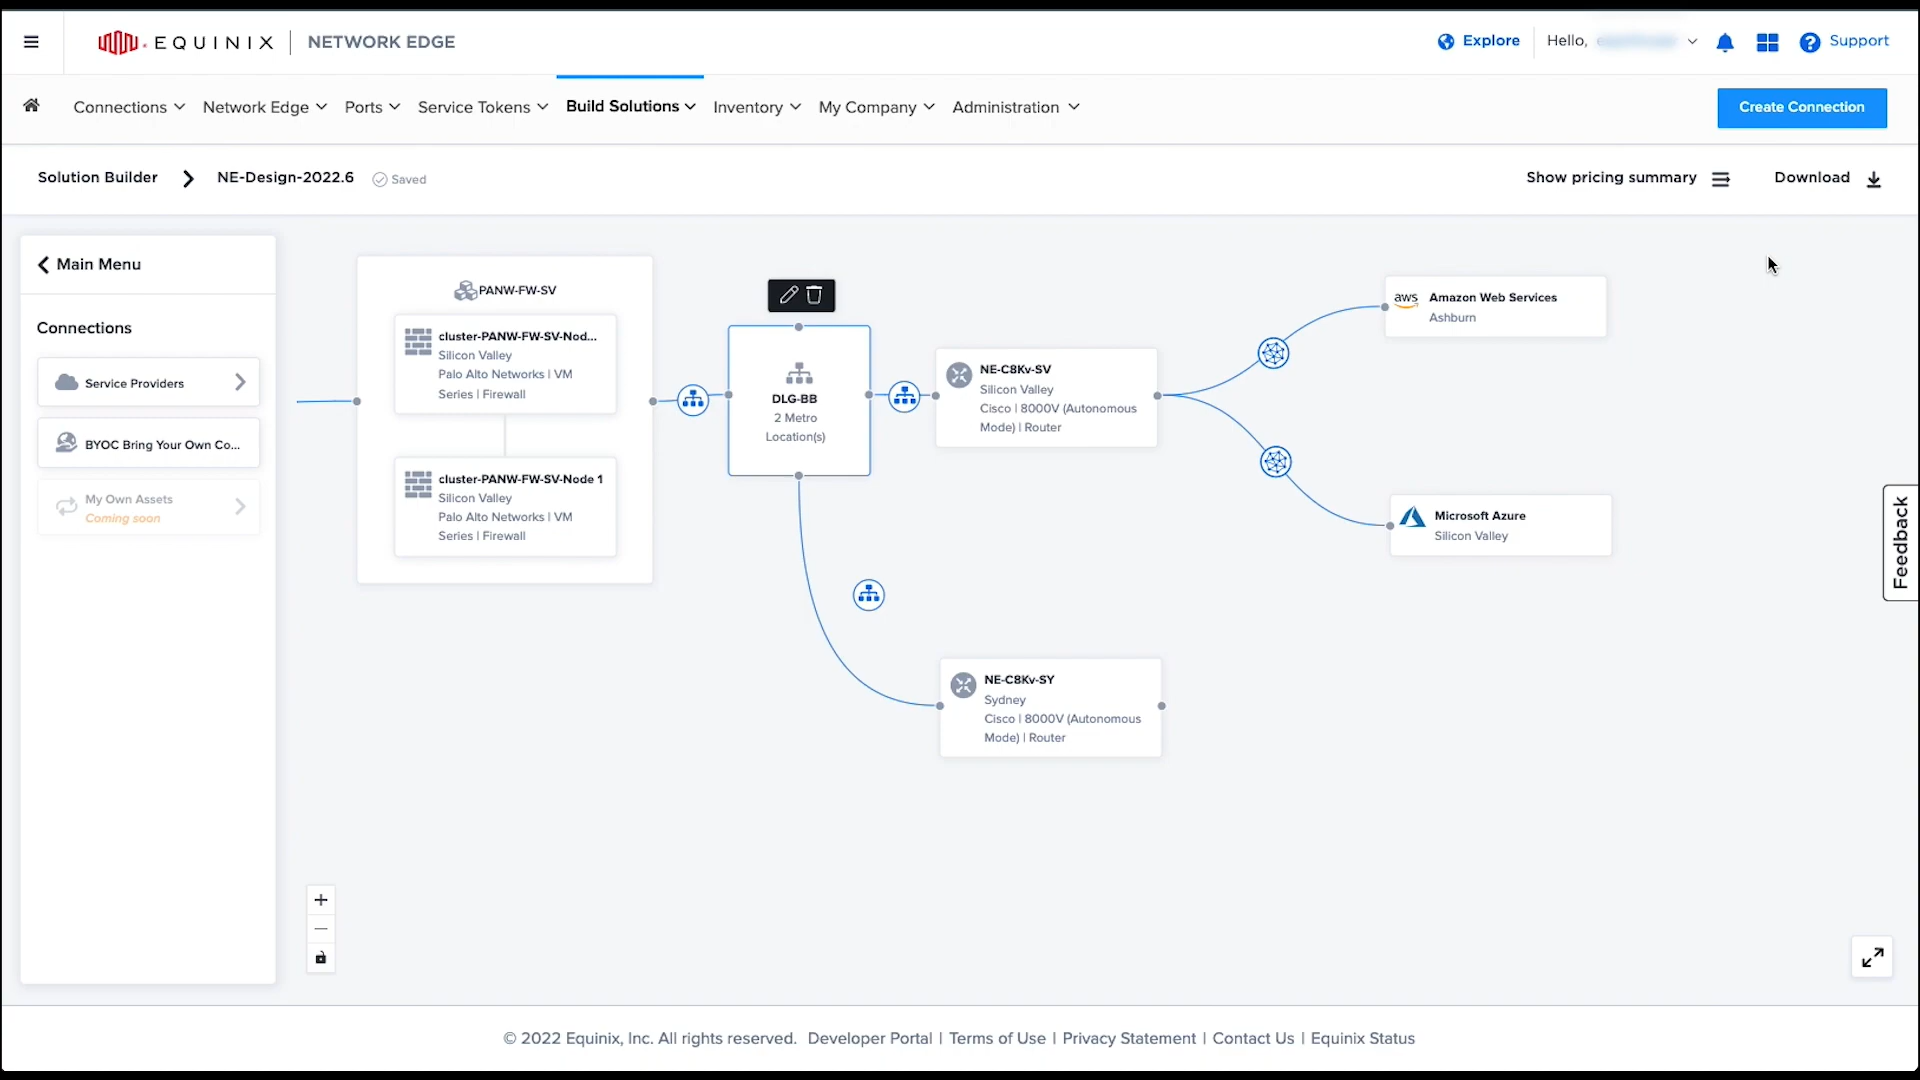 EQUINIX
NETWORK EDGE
Explore
Hello,
Support
Connections
Network Edge
Ports
Service Tokens
Build Solutions
Inventory
My Company
Administration
Create Connection
Solution Builder
NE-Design-2022.6
Saved
Show pricing summary
Download
Main Menu
Connections
Service Providers
BYOC Bring Your Own Co...
My Own Assets
Coming soon
PANW-FW-SV
cluster-PANW-FW-SV-Nod...
Silicon Valley
Palo Alto Networks | VM
Series | Firewall
cluster-PANW-FW-SV-Node 1
Silicon Valley
Palo Alto Networks | VM
Series | Firewall
DLG-BB
2 Metro
Location(s)
NE-C8Kv-SV
Silicon Valley
Cisco | 8000V (Autonomous
Mode) | Router
aws
Amazon Web Services
Ashburn
Microsoft Azure
Silicon Valley
NE-C8Kv-SY
Sydney
Cisco | 8000V (Autonomous
Mode) | Router
Feedback
© 2022 Equinix, Inc. All rights reserved. Developer Portal | Terms of Use | Privacy Statement | Contact Us | Equinix Status